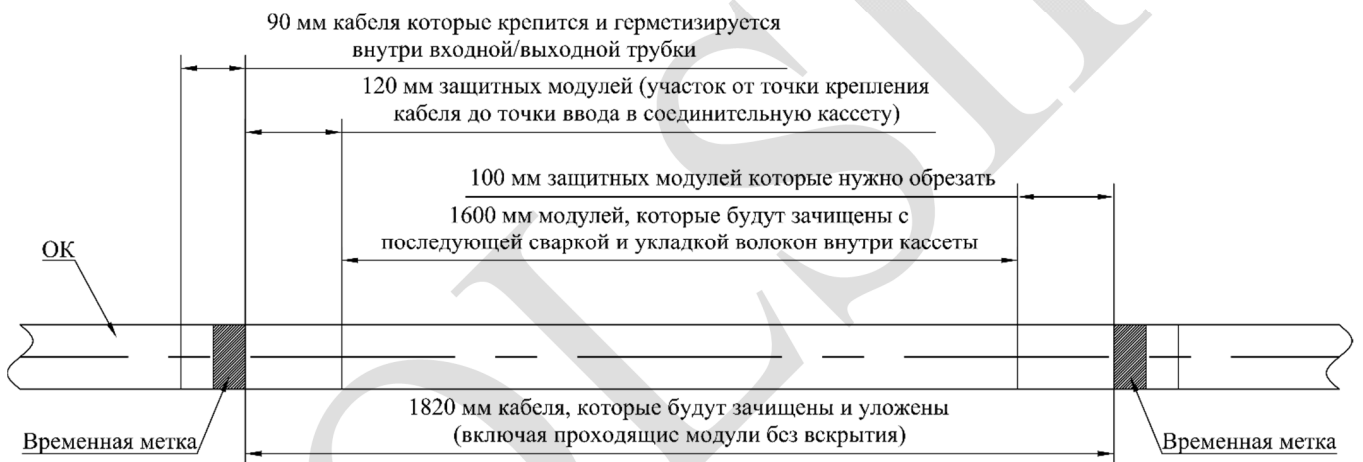 90 мм кабеля которые крепится и герметизируется
внутри входной/выходной трубки
120 мм защитных модулей (участок от точки крепления
кабеля до точки ввода в соединительную кассету)
100 мм защитных модулей которые нужно обрезать
1600 мм модулей, которые будут зачищены с
последующей сваркой и укладкой волокон внутри кассеты
ОК
1820 мм кабеля, которые будут зачищены и уложены
(включая проходящие модули без вскрытия)
Временная метка
Временная метка